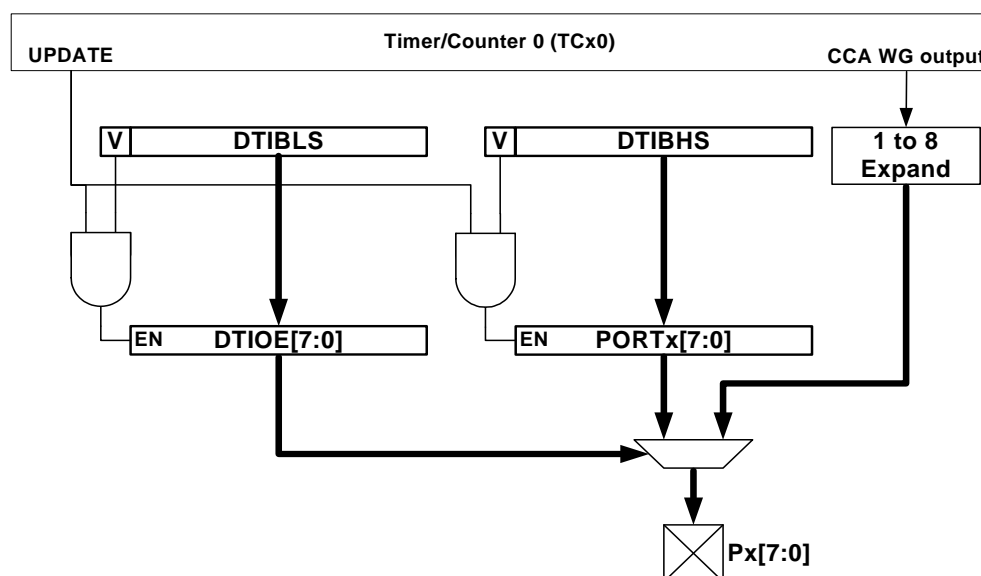 Timer/Counter 0 (TCx0)
UPDATE
CCA WG output
V
DTIBLS
V
DTIBHS
1 to 8
Expand
EN
DTIOE[7:0]
EN
PORTx[7:0]
Px[7:0]